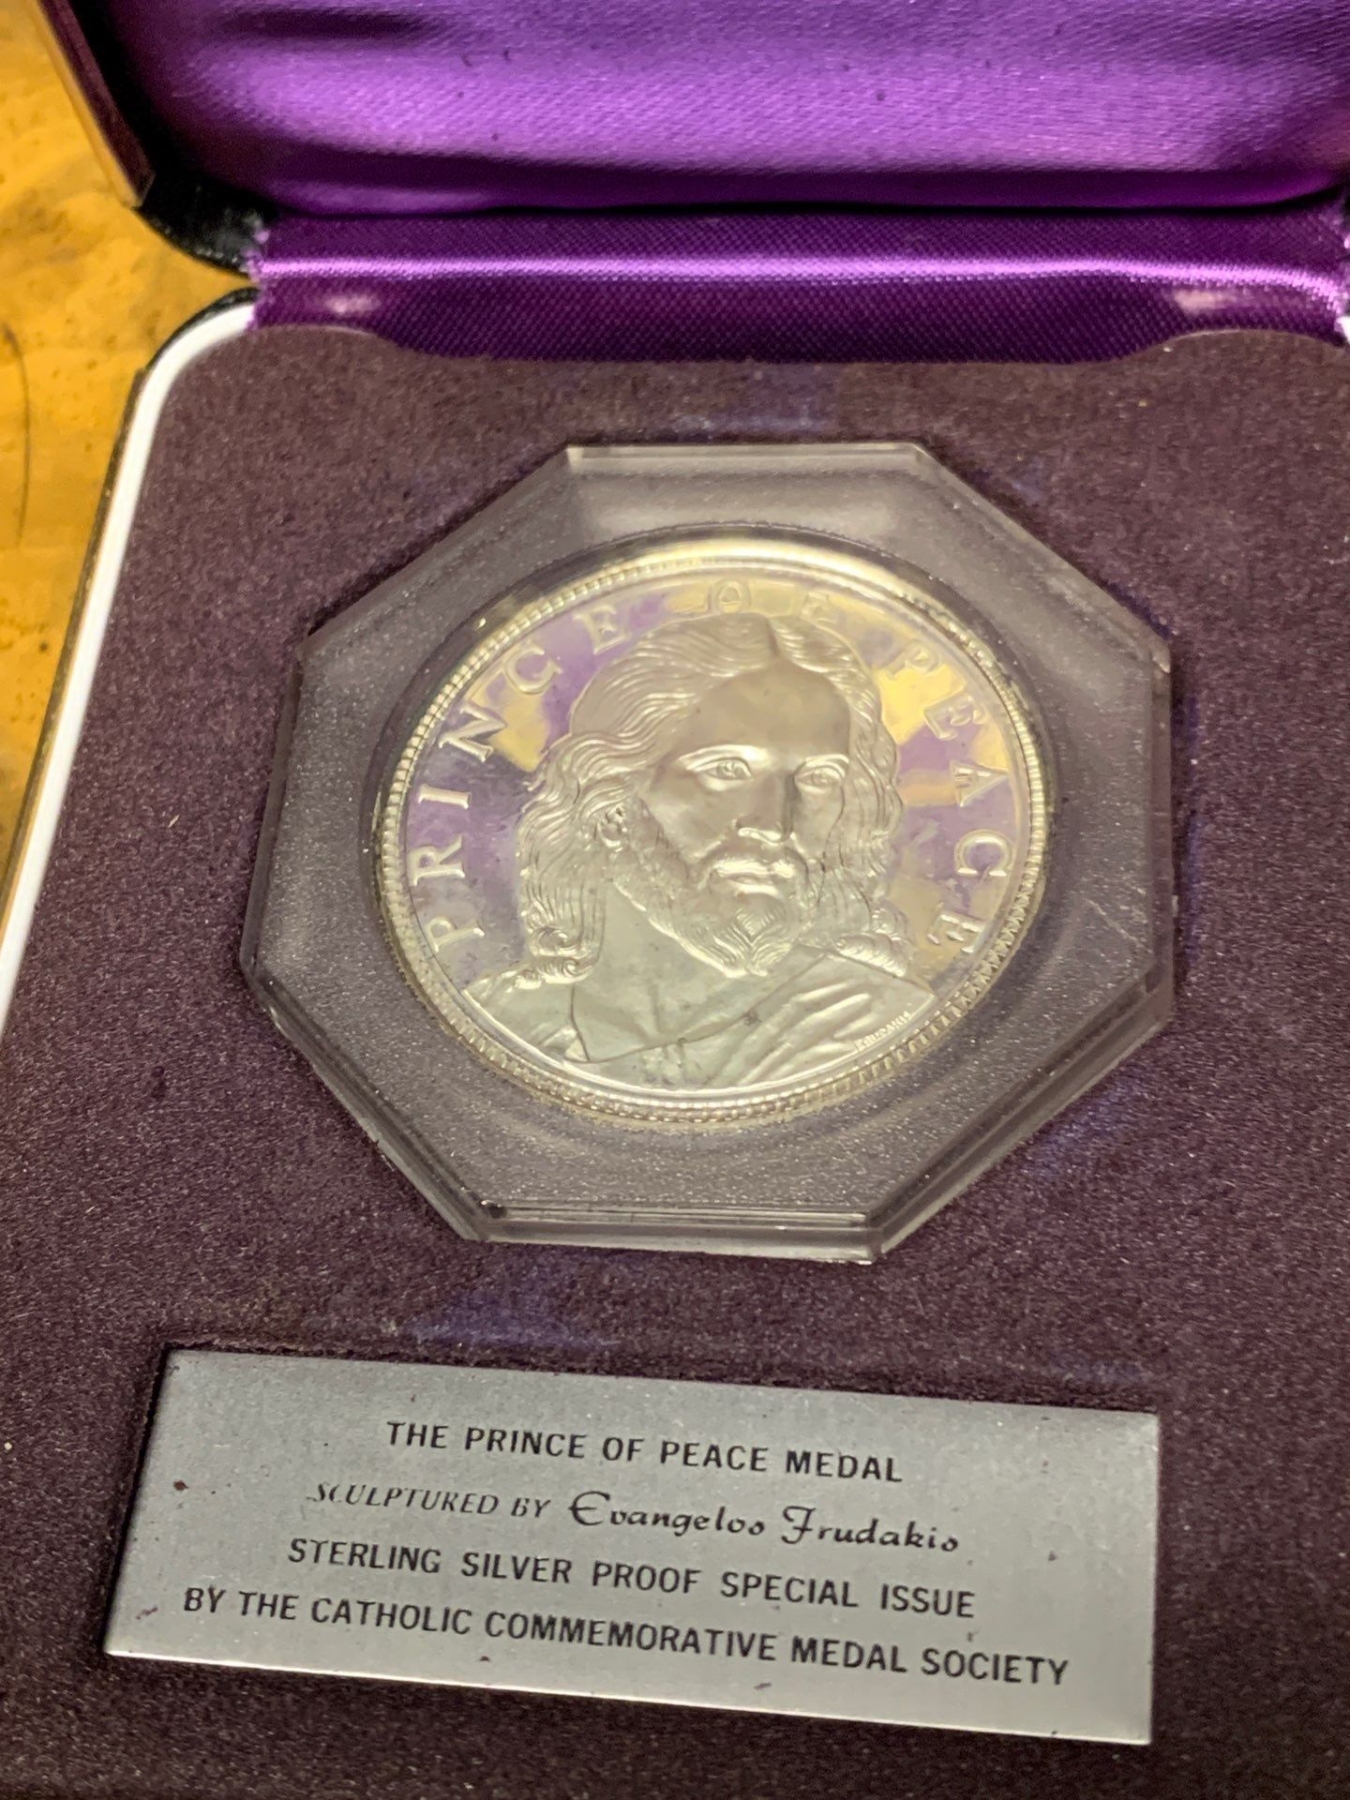 PRINCE OF PEACE
FRUDAKIS
THE PRINCE OF PEACE MEDAL
SCULPTURED BY Evangelos Frudakis
STERLING SILVER PROOF SPECIAL ISSUE
BY THE CATHOLIC COMMEMORATIVE MEDAL SOCIETY